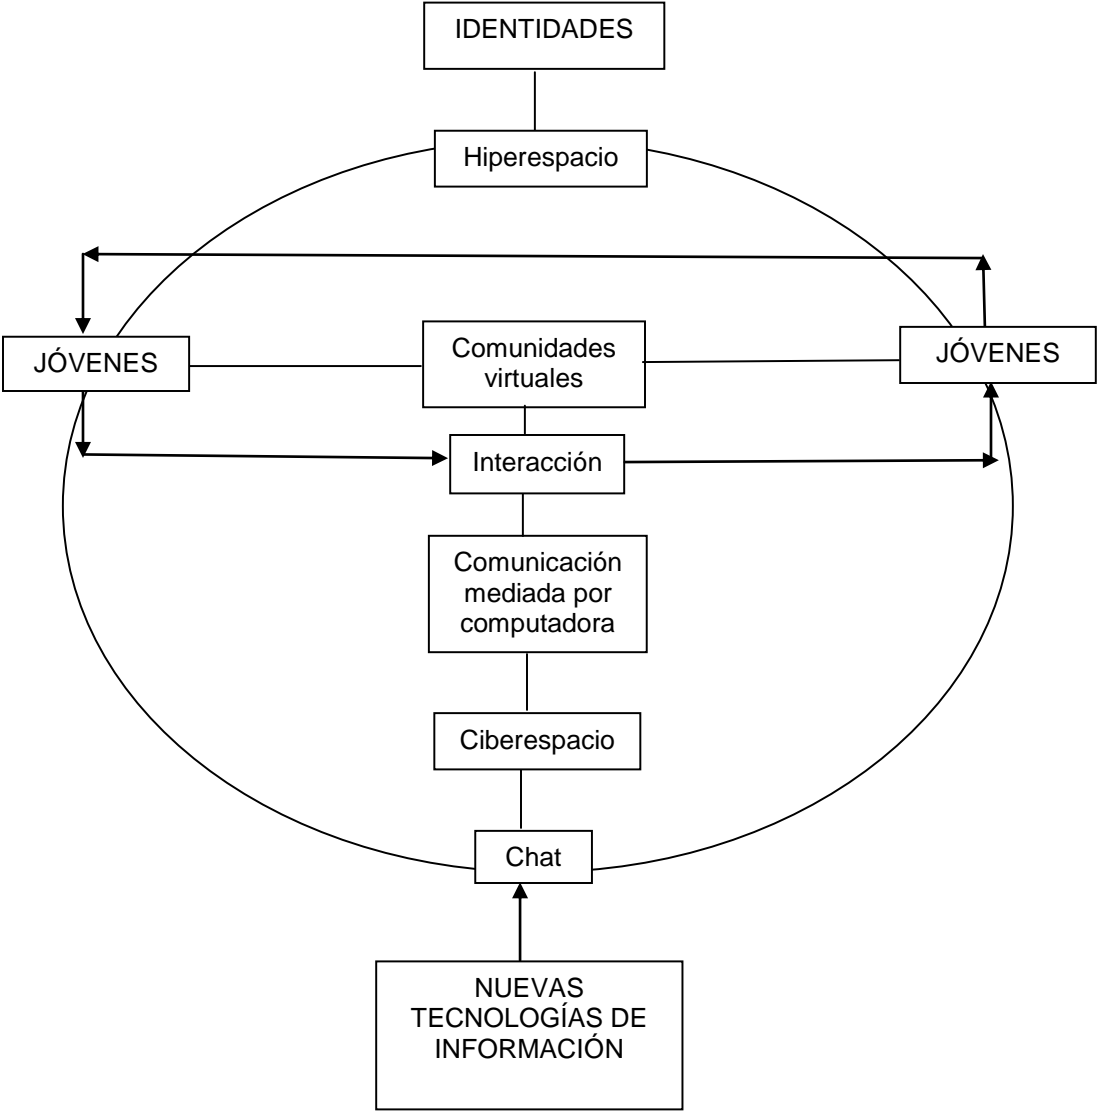 IDENTIDADES
Hiperespacio
JÓVENES
Comunidades
virtuales
JÓVENES
Interacción
Comunicación
mediada por
computadora
Ciberespacio
Chat
NUEVAS
TECNOLOGÍAS DE
INFORMACIÓN